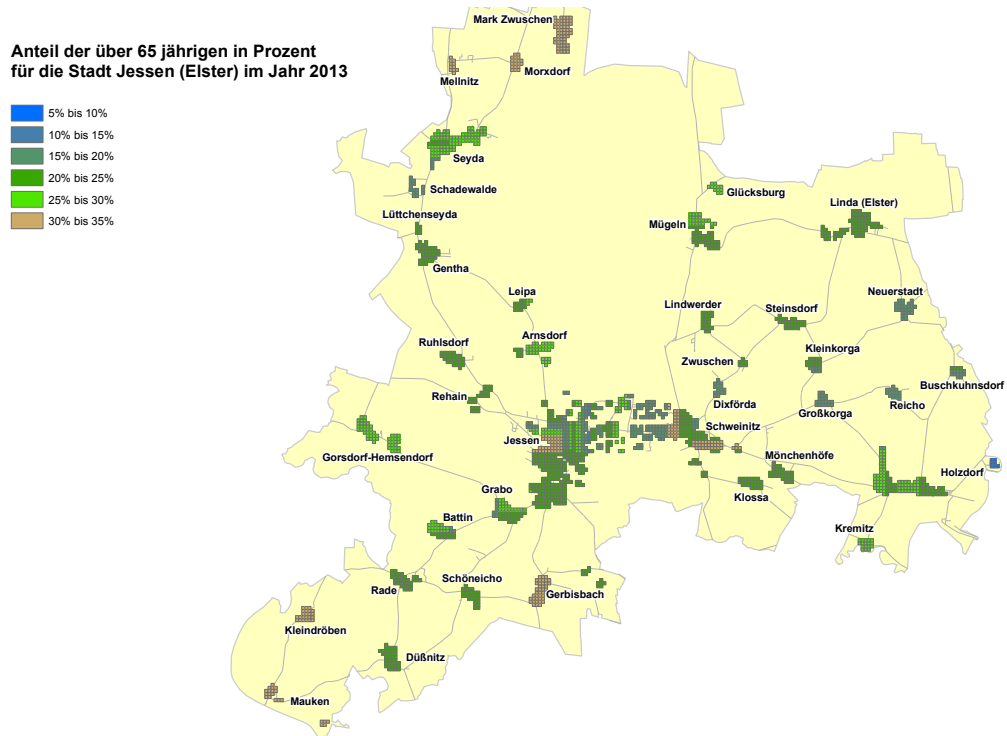 Anteil der über 65 jährigen in Prozent
für die Stadt Jessen (Elster) im Jahr 2013
5% bis 10%
10% bis 15%
15% bis 20%
20% bis 25%
25% bis 30%
30% bis 35%
Mark Zwuschen
Mellnitz
Morxdorf
Seyda
Schadewalde
Glücksburg
Lüttchenseyda
Linda (Elster)
Mügeln
Gentha
Leipa
Neuerstadt
Lindwerder
Steinsdorf
Arnsdorf
Ruhlsdorf
Kleinkorga
Zwuschen
Buschkuhnsdorf
Rehain
Dixförda
Großkorga
Reicho
Jessen
Schweinitz
Gorsdorf-Hemsendorf
Mönchenhöfe
Holzdorf
Grabo
Klossa
Battin
Kremitz
Schöneicho
Rade
Gerbisbach
Kleindröben
Düßnitz
Mauken